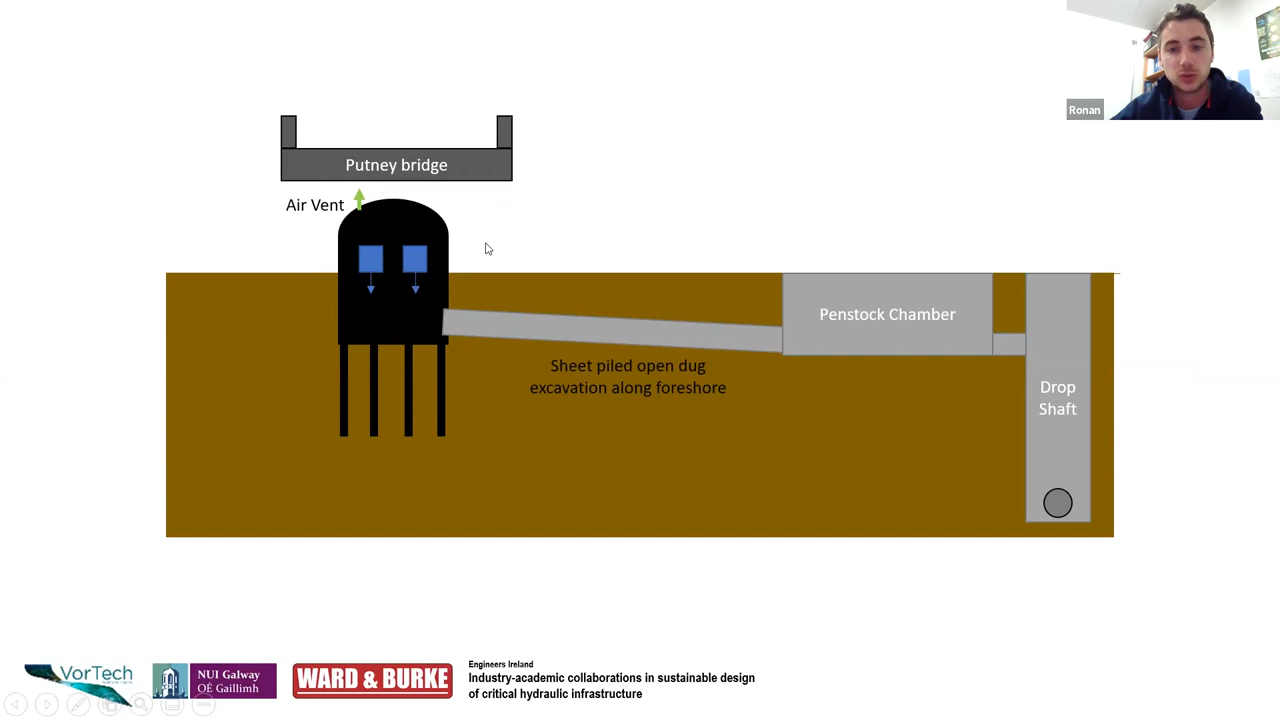 Ronan
Putney bridge
Air Vent
Penstock Chamber
Sheet piled open dug
excavation along foreshore
Drop
Shaft
VorTech
NUI Galway
OÉ Gaillimh
WARD & BURKE
Engineers Ireland
Industry-academic collaborations in sustainable design
of critical hydraulic infrastructure